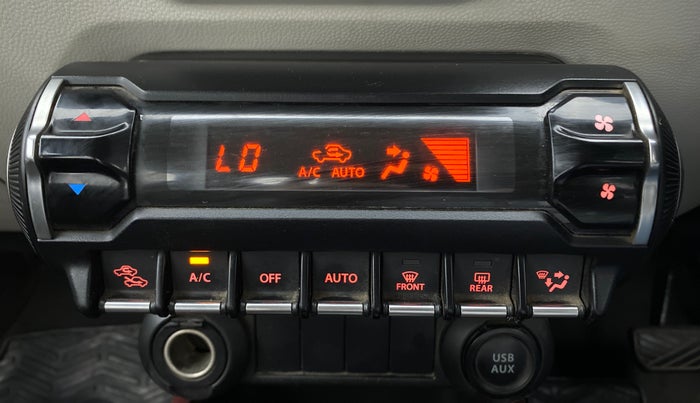 LO
A/C AUTO
A/C
OFF
AUTO
FRONT
REAR
USB
AUX